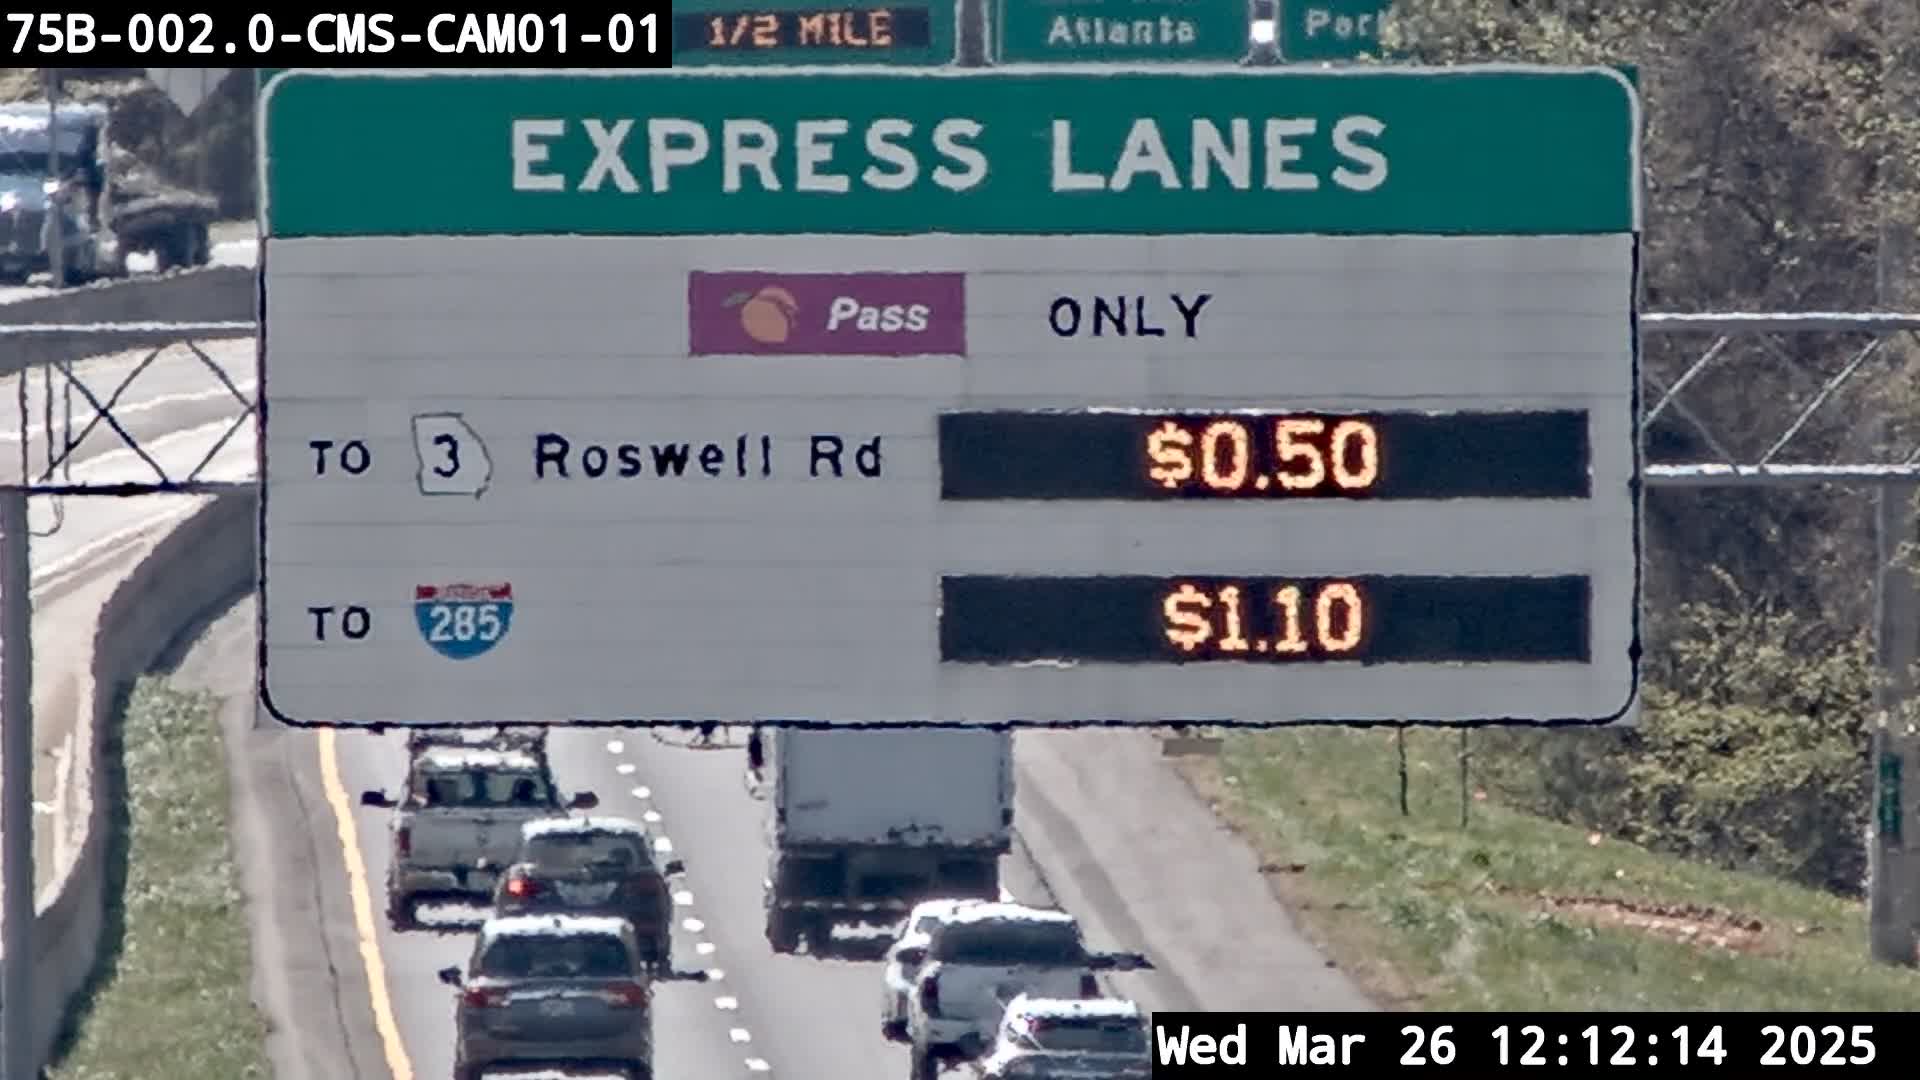 75B-002.0-CMS-CAM01-01
1/2 MILE
Atlanta
EXPRESS LANES
Pass ONLY
TO 3 Roswell Rd $0.50
TO 285 $1.10
Wed Mar 26 12:12:14 2025